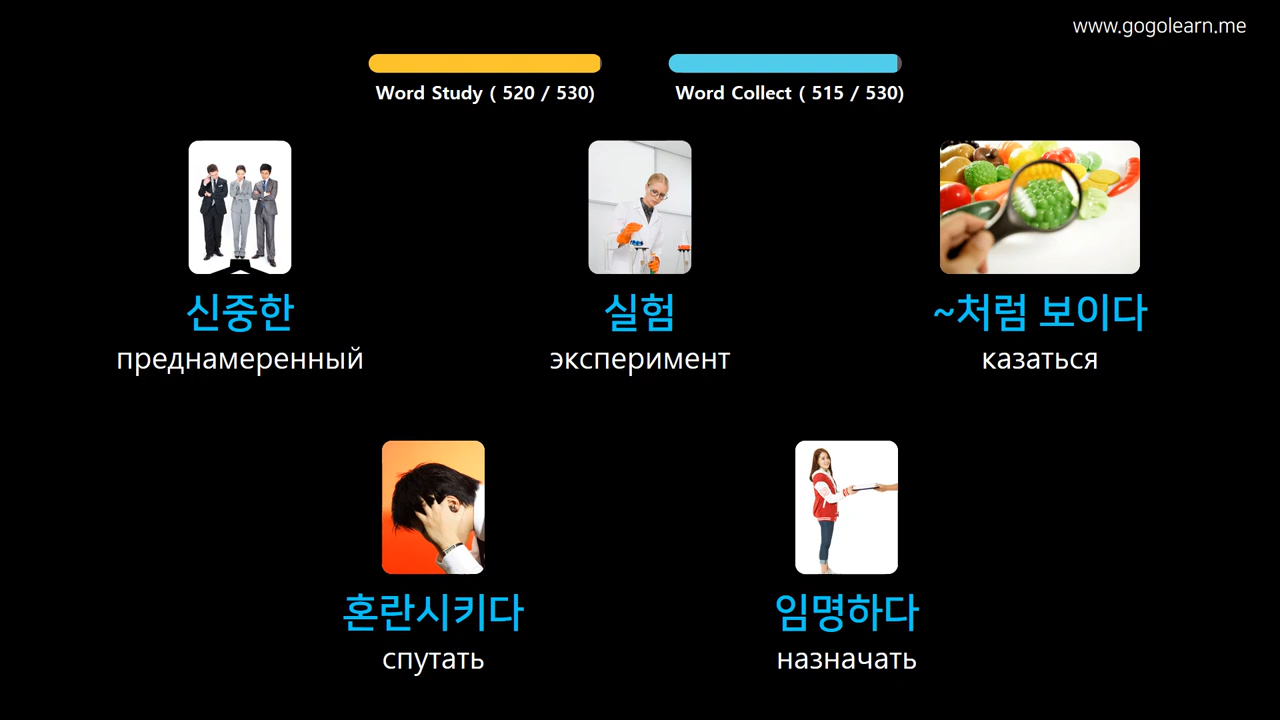 www.gogolearn.me
Word Study ( 520 / 530)
Word Collect ( 515 / 530)
신중한
преднамеренный
실험
эксперимент
~처럼 보이다
казаться
혼란시키다
спутать
임명하다
назначать